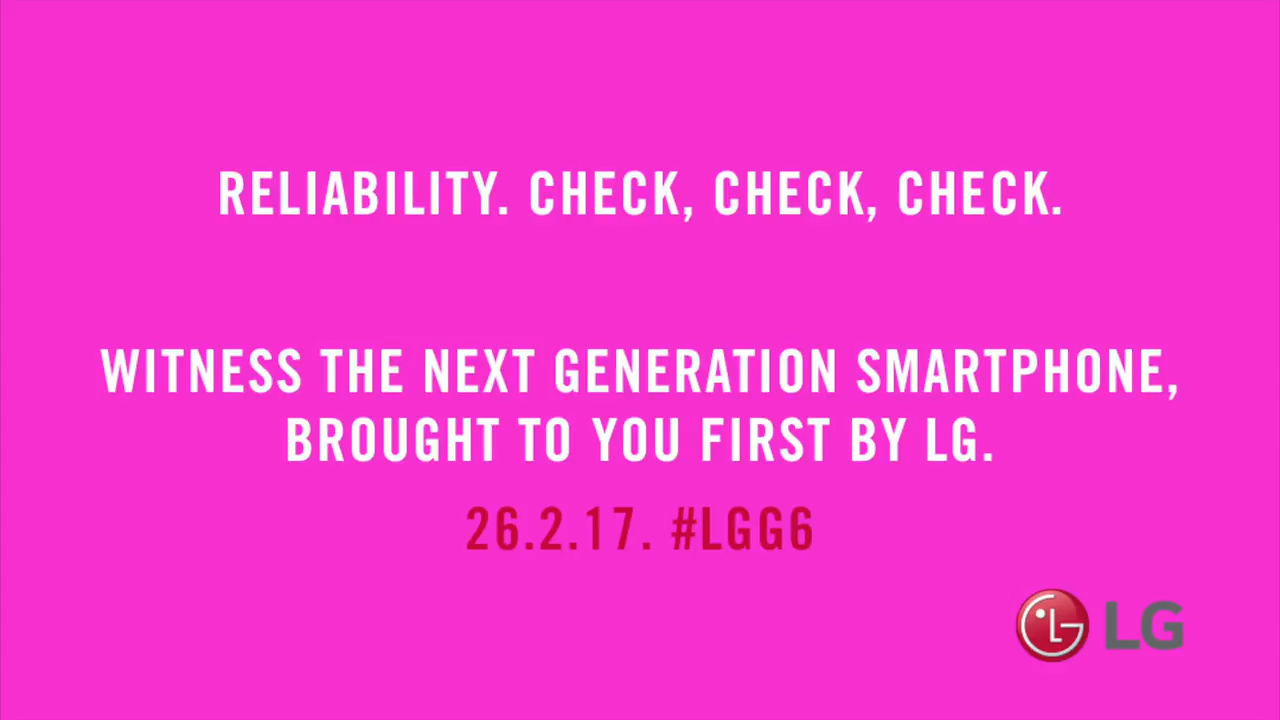 RELIABILITY. CHECK, CHECK, CHECK.
WITNESS THE NEXT GENERATION SMARTPHONE,
BROUGHT TO YOU FIRST BY LG.
26.2.17. #LGG6
LG